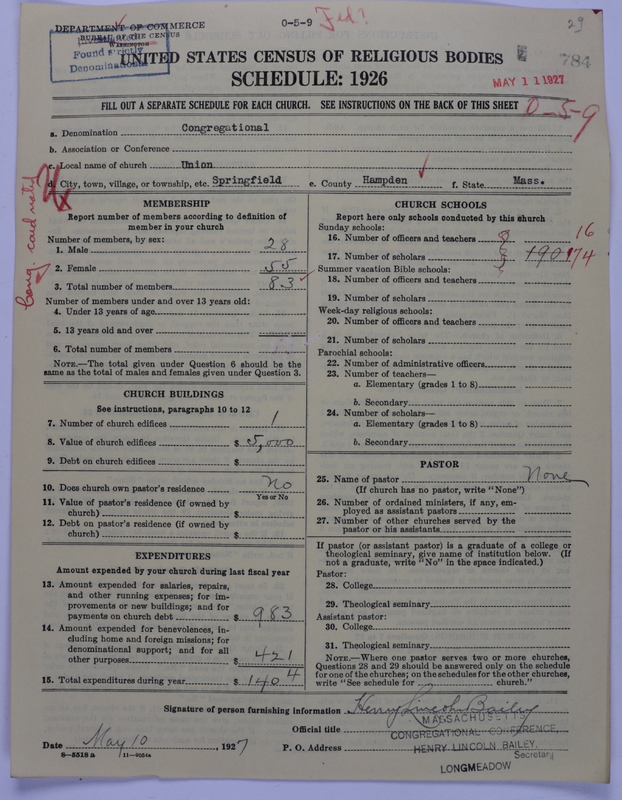 DEPARTMENT OF COMMERCE
BUREAU OF THE CENSUS
WASHINGTON
Found strictly
Denominational
0-5-9
Fed?
29
784
MAY 11 1927
UNITED STATES CENSUS OF RELIGIOUS BODIES
SCHEDULE: 1926
FILL OUT A SEPARATE SCHEDULE FOR EACH CHURCH. SEE INSTRUCTIONS ON THE BACK OF THIS SHEET
0-5-9
a. Denomination Congregational
b. Association or Conference
c. Local name of church Union
d. City, town, village, or township, etc. Springfield e. County Hampden f. State Mass.
MEMBERSHIP
Report number of members according to definition of
member in your church
Number of members, by sex:
1. Male 28
2. Female 55
3. Total number of members 83
Number of members under and over 13 years old:
4. Under 13 years of age
5. 13 years old and over
6. Total number of members
NOTE.—The total given under Question 6 should be the
same as the total of males and females given under Question 3.
CHURCH BUILDINGS
See instructions, paragraphs 10 to 12
7. Number of church edifices 1
8. Value of church edifices $ 5,000
9. Debt on church edifices $
10. Does church own pastor's residence No
Yes or No
11. Value of pastor's residence (if owned by
church) $
12. Debt on pastor's residence (if owned by
church) $
EXPENDITURES
Amount expended by your church during last fiscal year
13. Amount expended for salaries, repairs,
and other running expenses; for im-
provements or new buildings; and for
payments on church debt $ 983
14. Amount expended for benevolences, in-
cluding home and foreign missions; for
denominational support; and for all
other purposes $ 421
15. Total expenditures during year $ 1404
CHURCH SCHOOLS
Report here only schools conducted by this church
Sunday schools:
16. Number of officers and teachers 16
17. Number of scholars 190 174
Summer vacation Bible schools:
18. Number of officers and teachers
19. Number of scholars
Week-day religious schools:
20. Number of officers and teachers
21. Number of scholars
Parochial schools:
22. Number of administrative officers
23. Number of teachers—
a. Elementary (grades 1 to 8)
b. Secondary
24. Number of scholars—
a. Elementary (grades 1 to 8)
b. Secondary
PASTOR
25. Name of pastor None
(If church has no pastor, write "None")
26. Number of ordained ministers, if any, em-
ployed as assistant pastors
27. Number of other churches served by the
pastor or his assistants
If pastor (or assistant pastor) is a graduate of a college or
theological seminary, give name of institution below. (If
not a graduate, write "No" in the space indicated.)
Pastor:
28. College
29. Theological seminary
Assistant pastor:
30. College
31. Theological seminary
NOTE.—Where one pastor serves two or more churches,
Questions 28 and 29 should be answered only on the schedule
for one of the churches; on the schedules for the other churches,
write "See schedule for church."
Signature of person furnishing information Henry Lincoln Bailey
Official title MASSACHUSETTS
CONGREGATIONAL CONFERENCE,
Date May 10, 1927 P. O. Address HENRY LINCOLN BAILEY,
Secretary
8—5518 a 11—9054a
LONGMEADOW